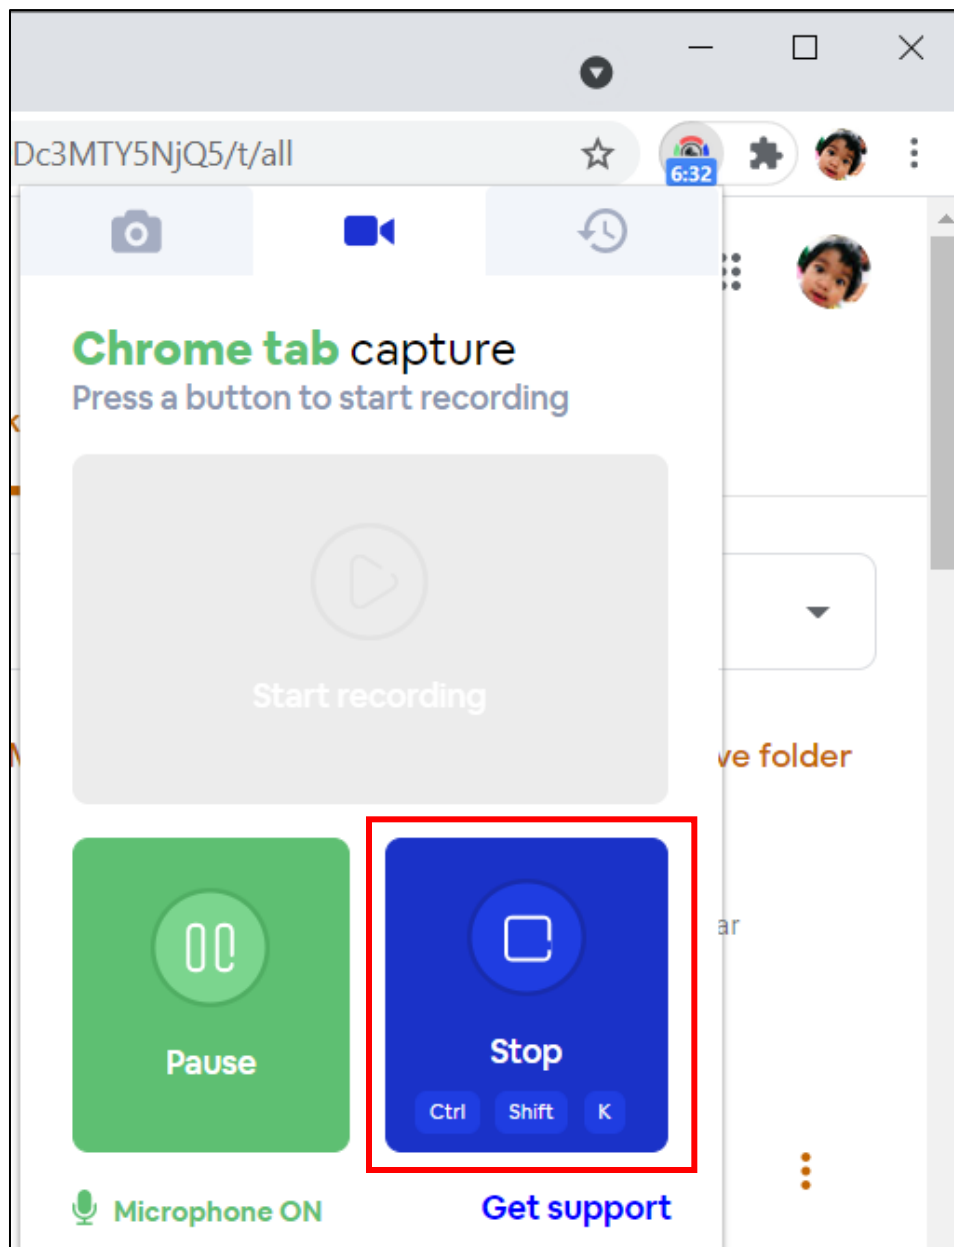 Dc3MTY5NjQ5/t/all
6:32
Chrome tab capture
Press a button to start recording
Start recording
ve folder
ar
Pause
Stop
Ctrl Shift K
Microphone ON
Get support